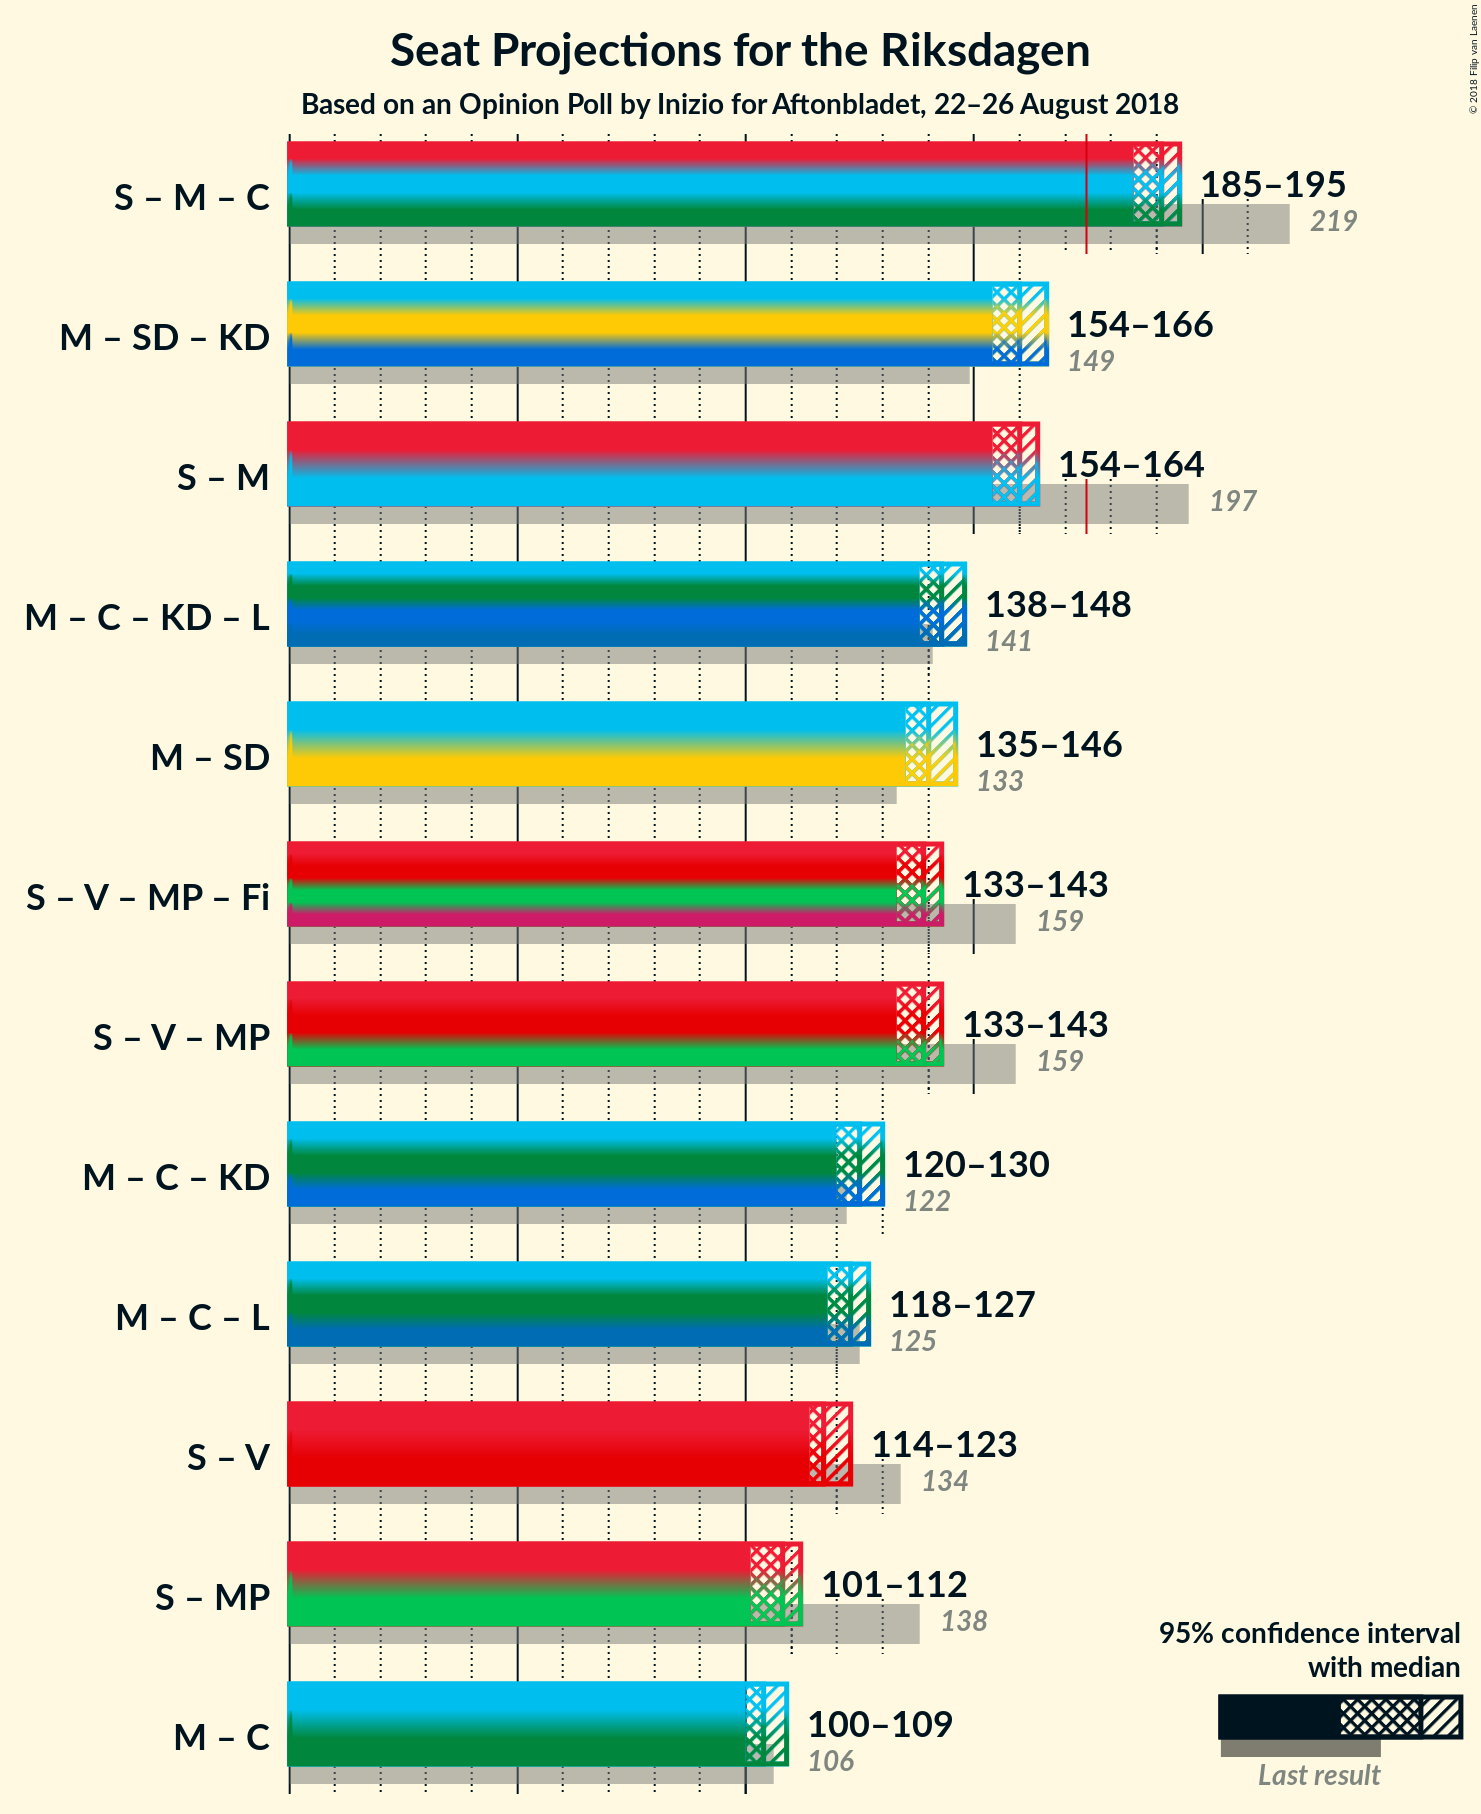 Seat Projections for the Riksdagen
Based on an Opinion Poll by Inizio for Aftonbladet, 22–26 August 2018
© 2018 Filip van Laenen
S – M – C
185–195
219
M – SD – KD
154–166
149
S – M
154–164
197
M – C – KD – L
138–148
141
M – SD
135–146
133
S – V – MP – Fi
133–143
159
S – V – MP
133–143
159
M – C – KD
120–130
122
M – C – L
118–127
125
S – V
114–123
134
S – MP
101–112
138
M – C
100–109
106
95% confidence interval
with median
Last result